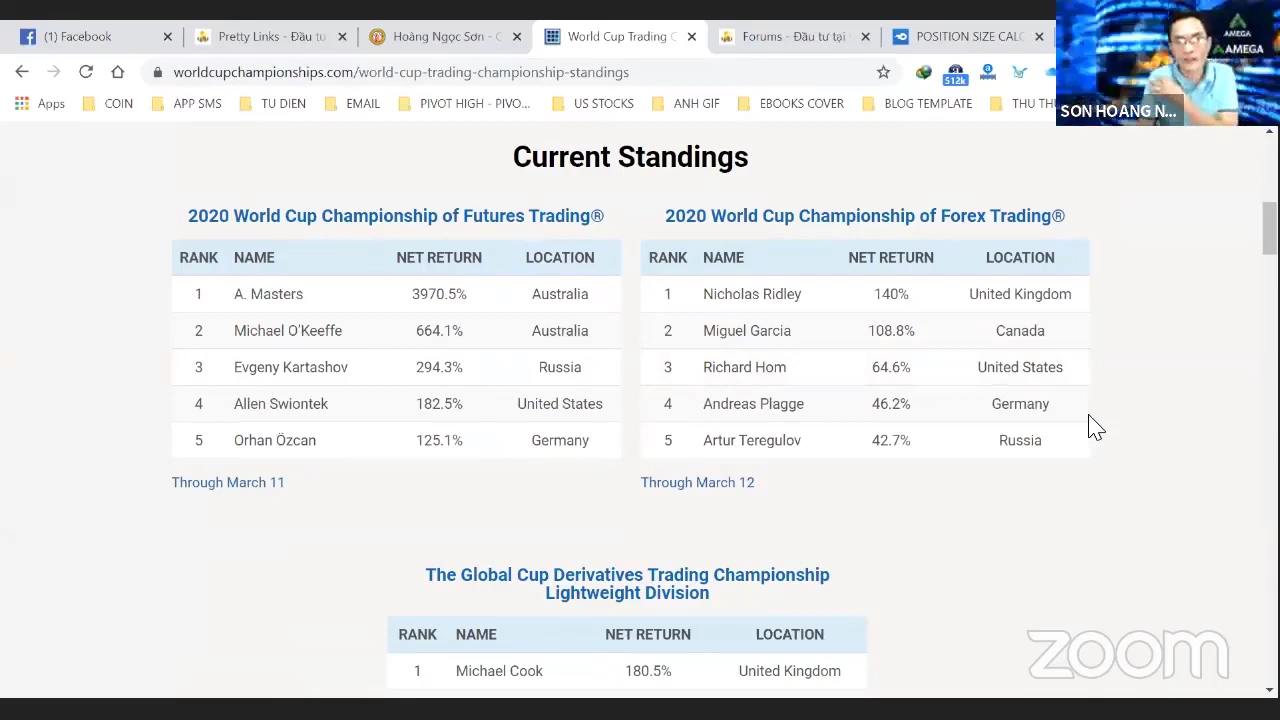 (1) Facebook
Pretty Links - Đầu tư
Hoàng Ngọc Sơn - C
World Cup Trading C
Forums - Đầu tư tại
POSITION SIZE CALC
AMEGA
AMEGA
SON HOANG N...
worldcupchampionships.com/world-cup-trading-championship-standings
512k
Apps COIN APP SMS TU DIEN EMAIL PIVOT HIGH - PIVO... US STOCKS ANH GIF EBOOKS COVER BLOG TEMPLATE THU THU
Current Standings
2020 World Cup Championship of Futures Trading®
RANK NAME NET RETURN LOCATION
1 A. Masters 3970.5% Australia
2 Michael O'Keeffe 664.1% Australia
3 Evgeny Kartashov 294.3% Russia
4 Allen Swiontek 182.5% United States
5 Orhan Özcan 125.1% Germany
Through March 11
2020 World Cup Championship of Forex Trading®
RANK NAME NET RETURN LOCATION
1 Nicholas Ridley 140% United Kingdom
2 Miguel Garcia 108.8% Canada
3 Richard Hom 64.6% United States
4 Andreas Plagge 46.2% Germany
5 Artur Teregulov 42.7% Russia
Through March 12
The Global Cup Derivatives Trading Championship
Lightweight Division
RANK NAME NET RETURN LOCATION
1 Michael Cook 180.5% United Kingdom
zoom